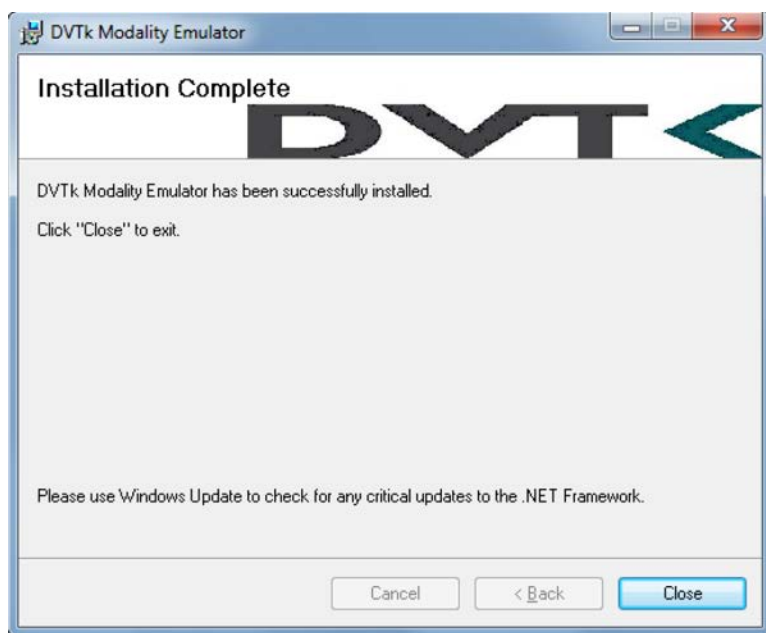 DVTk Modality Emulator
Installation Complete
DVTK
DVTk Modality Emulator has been successfully installed.
Click "Close" to exit.
Please use Windows Update to check for any critical updates to the .NET Framework.
Cancel
< Back
Close